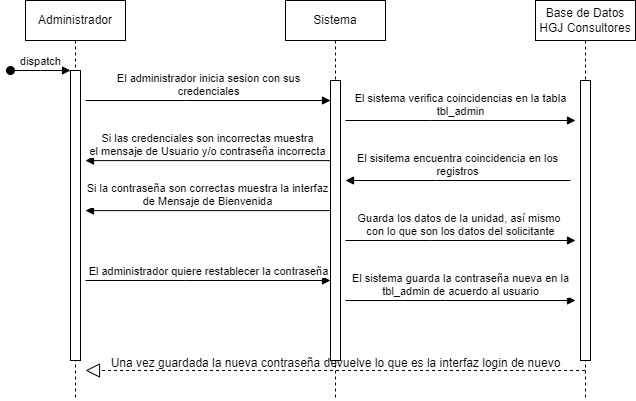 Administrador
Sistema
Base de Datos
HGJ Consultores
dispatch
El administrador inicia sesion con sus
credenciales
El sistema verifica coincidencias en la tabla
tbl_admin
Si las credenciales son incorrectas muestra
el mensaje de Usuario y/o contraseña incorrecta
El sisitema encuentra coincidencia en los
registros
Si la contraseña son correctas muestra la interfaz
de Mensaje de Bienvenida
Guarda los datos de la unidad, así mismo
con lo que son los datos del solicitante
El administrador quiere restablecer la contraseña
El sistema guarda la contraseña nueva en la
tbl_admin de acuerdo al usuario
Una vez guardada la nueva contraseña devuelve lo que es la interfaz login de nuevo